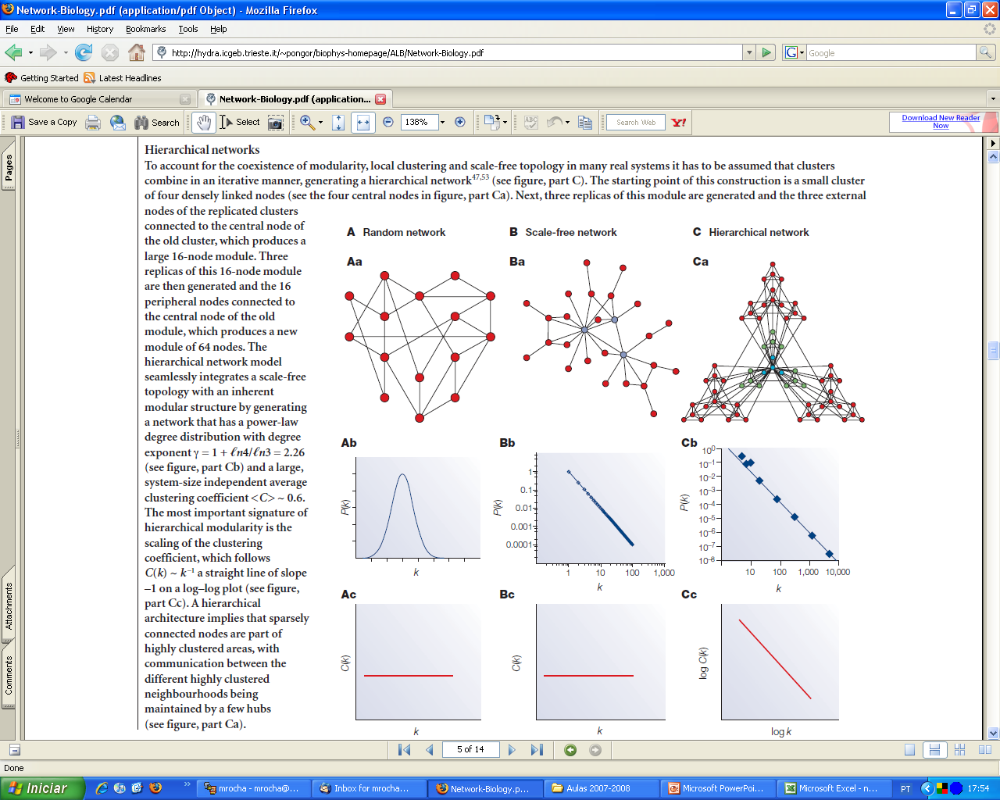 Network-Biology.pdf (application/pdf Object) - Mozilla Firefox
File Edit View History Bookmarks Tools Help
http://hydra.icgeb.trieste.it/~pongor/biophys-homepage/ALB/Network-Biology.pdf
Google
Getting Started Latest Headlines
Welcome to Google Calendar
Network-Biology.pdf (application...
Save a Copy Search Select 138% Search Web Y!
Download New Reader
Now
Pages
Attachments
Comments
Hierarchical networks
To account for the coexistence of modularity, local clustering and scale-free topology in many real systems it has to be assumed that clusters
combine in an iterative manner, generating a hierarchical network47,53 (see figure, part C). The starting point of this construction is a small cluster
of four densely linked nodes (see the four central nodes in figure, part Ca). Next, three replicas of this module are generated and the three external
nodes of the replicated clusters
connected to the central node of
the old cluster, which produces a
large 16-node module. Three
replicas of this 16-node module
are then generated and the 16
peripheral nodes connected to
the central node of the old
module, which produces a new
module of 64 nodes. The
hierarchical network model
seamlessly integrates a scale-free
topology with an inherent
modular structure by generating
a network that has a power-law
degree distribution with degree
exponent γ = 1 + ℓn4/ℓn3 = 2.26
(see figure, part Cb) and a large,
system-size independent average
clustering coefficient <C> ~ 0.6.
The most important signature of
hierarchical modularity is the
scaling of the clustering
coefficient, which follows
C(k) ~ k⁻¹ a straight line of slope
–1 on a log–log plot (see figure,
part Cc). A hierarchical
architecture implies that sparsely
connected nodes are part of
highly clustered areas, with
communication between the
different highly clustered
neighbourhoods being
maintained by a few hubs
(see figure, part Ca).
A Random network
B Scale-free network
C Hierarchical network
Aa
Ba
Ca
Ab
P(k)
k
Bb
P(k)
1
0.1
0.01
0.001
0.0001
1 10 100 1,000
k
Cb
P(k)
10⁰
10⁻¹
10⁻²
10⁻³
10⁻⁴
10⁻⁵
10⁻⁶
10⁻⁷
10⁻⁸
10 100 1,000 10,000
k
Ac
C(k)
k
Bc
C(k)
k
Cc
log C(k)
log k
5 of 14
Done
Iniciar
mrocha - mrocha@...
Inbox for mrocha...
Network-Biology.p...
Aulas 2007-2008
Microsoft PowerPoi...
Microsoft Excel - n...
PT
17:54